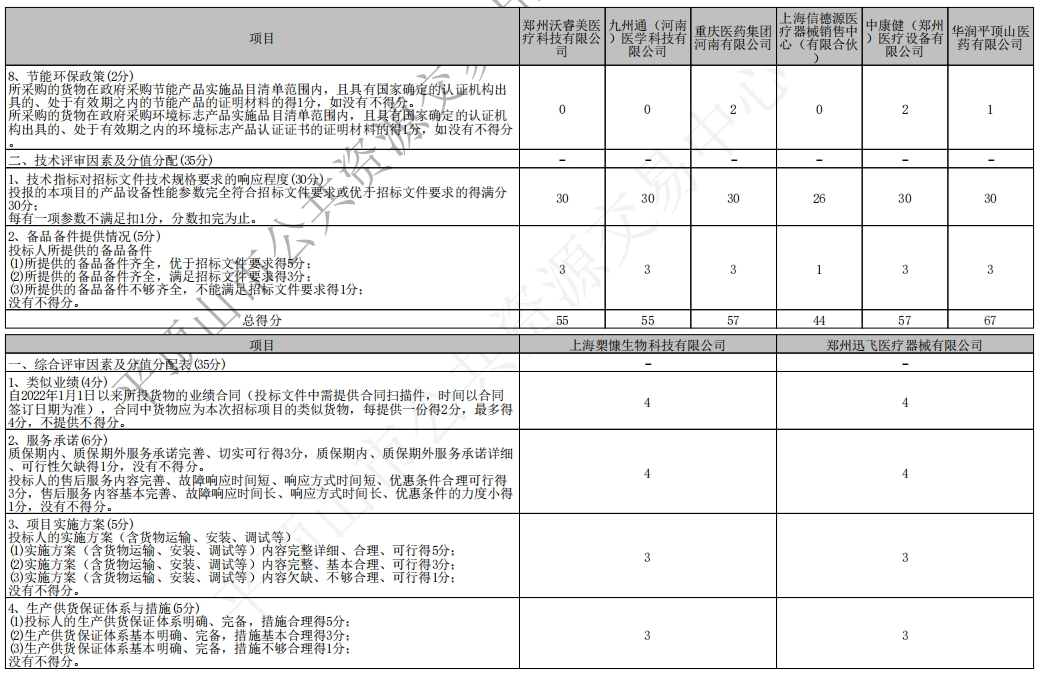 项目
郑州沃睿美医
疗科技有限公
司
九州通（河南
）医学科技有
限公司
重庆医药集团
河南有限公司
上海信德源医
疗器械销售中
心（有限合伙
）
中康健（郑州
）医疗设备有
限公司
华润平顶山医
药有限公司
8、节能环保政策(2分)
所采购的货物在政府采购节能产品实施品目清单范围内，且具有国家确定的认证机构出
具的、处于有效期之内的节能产品的证明材料的得1分，如没有不得分。
所采购的货物在政府采购环境标志产品实施品目清单范围内，且具有国家确定的认证机
构出具的、处于有效期之内的环境标志产品认证证书的证明材料的得1分，如没有不得分
。
0 0 2 0 2 1
二、技术评审因素及分值分配(35分) - - - - - -
1、技术指标对招标文件技术规格要求的响应程度(30分)
投报的本项目的产品设备性能参数完全符合招标文件要求或优于招标文件要求的得满分
30分；
每有一项参数不满足扣1分，分数扣完为止。
30 30 30 26 30 30
2、备品备件提供情况(5分)
投标人所提供的备品备件
(1)所提供的备品备件齐全，优于招标文件要求得5分；
(2)所提供的备品备件齐全，满足招标文件要求得3分；
(3)所提供的备品备件不够齐全，不能满足招标文件要求得1分；
没有不得分。
3 3 3 1 3 3
总得分 55 55 57 44 57 67
项目 上海槊慷生物科技有限公司 郑州迅飞医疗器械有限公司
一、综合评审因素及分值分配表(35分) - -
1、类似业绩(4分)
自2022年1月1日以来所投货物的业绩合同（投标文件中需提供合同扫描件，时间以合同
签订日期为准），合同中货物应为本次招标项目的类似货物，每提供一份得2分，最多得
4分，不提供不得分。
4 4
2、服务承诺(6分)
质保期内、质保期外服务承诺完善、切实可行得3分，质保期内、质保期外服务承诺详细
、可行性欠缺得1分，没有不得分。
投标人的售后服务内容完善、故障响应时间短、响应方式时间短、优惠条件合理可行得
3分，售后服务内容基本完善、故障响应时间长、响应方式时间长、优惠条件的力度小得
1分，没有不得分。
4 4
3、项目实施方案(5分)
投标人的实施方案（含货物运输、安装、调试等）
(1)实施方案（含货物运输、安装、调试等）内容完整详细、合理、可行得5分；
(2)实施方案（含货物运输、安装、调试等）内容完整、基本合理、可行得3分；
(3)实施方案（含货物运输、安装、调试等）内容欠缺、不够合理、可行得1分；
没有不得分。
3 3
4、生产供货保证体系与措施(5分)
(1)投标人的生产供货保证体系明确、完备，措施合理得5分；
(2)生产供货保证体系基本明确、完备，措施基本合理得3分；
(3)生产供货保证体系基本明确、完备，措施不够合理得1分；
没有不得分。
3 3
平顶山市公共资源交易中心
平顶山市公共资源交易中心